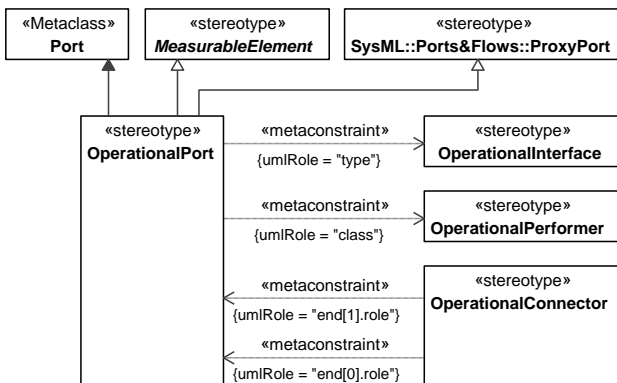 «Metaclass»
Port
«stereotype»
MeasurableElement
«stereotype»
SysML::Ports&Flows::ProxyPort
«stereotype»
OperationalPort
«metaconstraint»
{umlRole = "type"}
«stereotype»
OperationalInterface
«metaconstraint»
{umlRole = "class"}
«stereotype»
OperationalPerformer
«metaconstraint»
{umlRole = "end[1].role"}
«stereotype»
OperationalConnector
«metaconstraint»
{umlRole = "end[0].role"}